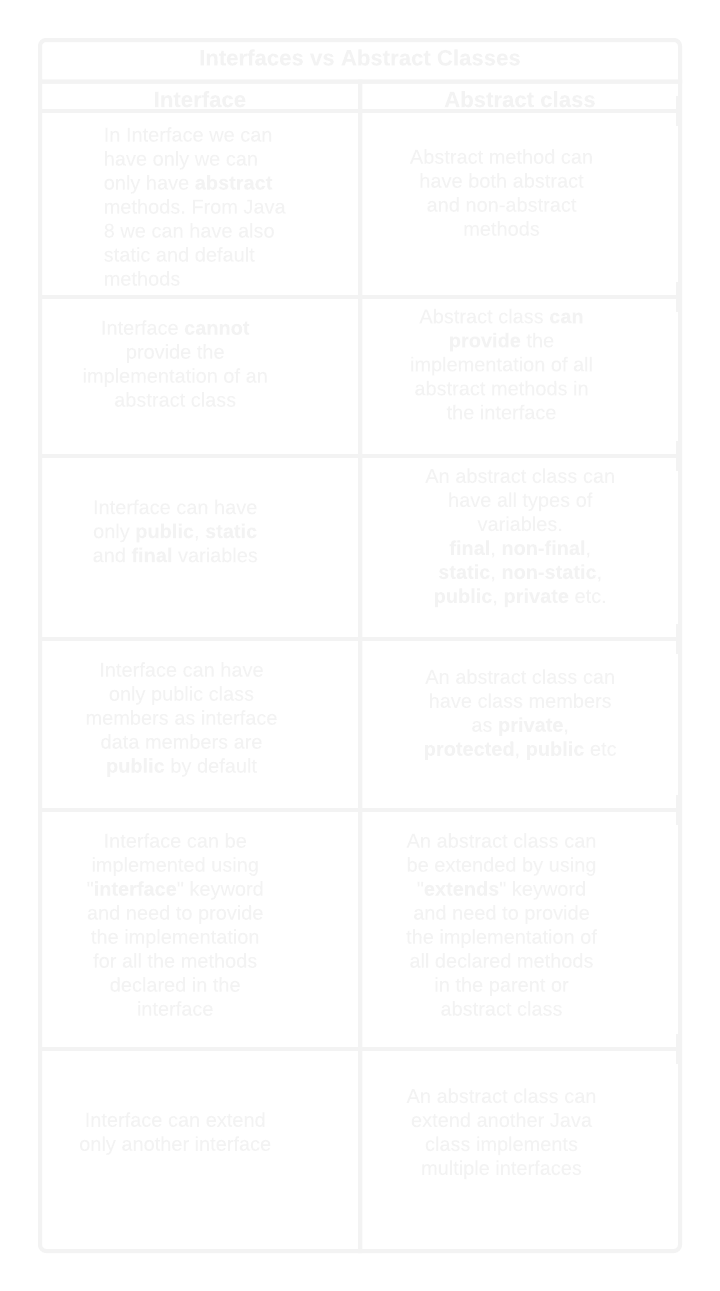 Interfaces vs Abstract Classes
Interface
Abstract class
In Interface we can
have only we can
only have abstract
methods. From Java
8 we can have also
static and default
methods
Abstract method can
have both abstract
and non-abstract
methods
Interface cannot
provide the
implementation of an
abstract class
Abstract class can
provide the
implementation of all
abstract methods in
the interface
Interface can have
only public, static
and final variables
An abstract class can
have all types of
variables.
final, non-final,
static, non-static,
public, private etc.
Interface can have
only public class
members as interface
data members are
public by default
An abstract class can
have class members
as private,
protected, public etc
Interface can be
implemented using
"interface" keyword
and need to provide
the implementation
for all the methods
declared in the
interface
An abstract class can
be extended by using
"extends" keyword
and need to provide
the implementation of
all declared methods
in the parent or
abstract class
Interface can extend
only another interface
An abstract class can
extend another Java
class implements
multiple interfaces